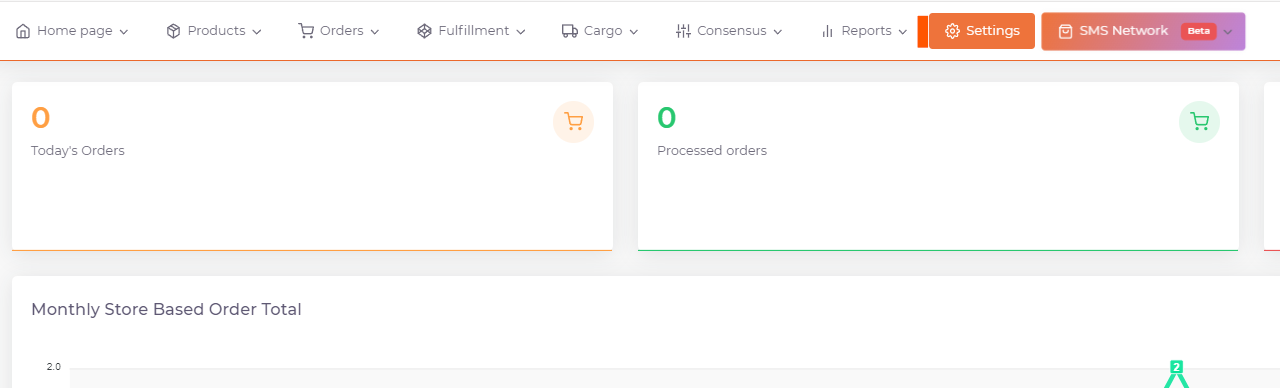 Home page Products Orders Fulfillment Cargo Consensus Reports Settings SMS Network Beta
0
Today's Orders
0
Processed orders
Monthly Store Based Order Total
2.0
2